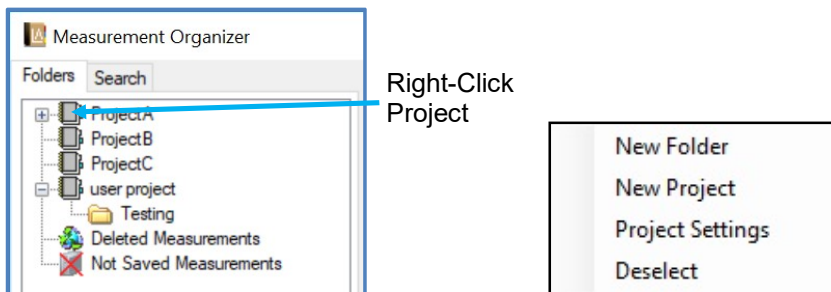 Measurement Organizer
Folders Search
ProjectA
ProjectB
ProjectC
user project
Testing
Deleted Measurements
Not Saved Measurements
Right-Click
Project
New Folder
New Project
Project Settings
Deselect